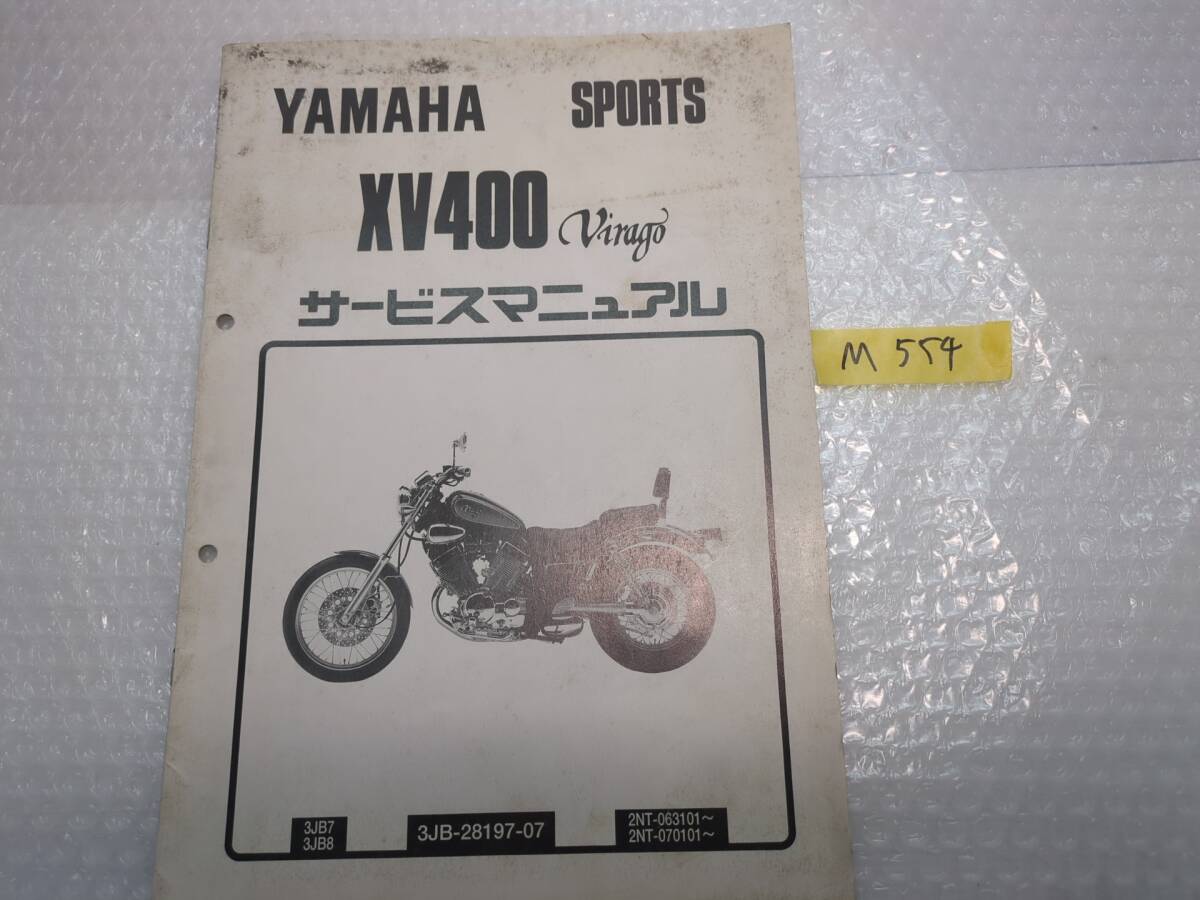 YAMAHA SPORTS
XV400 Virago
サービスマニュアル
M 554
3JB7
3JB8
3JB-28197-07
2NT-063101～
2NT-070101～